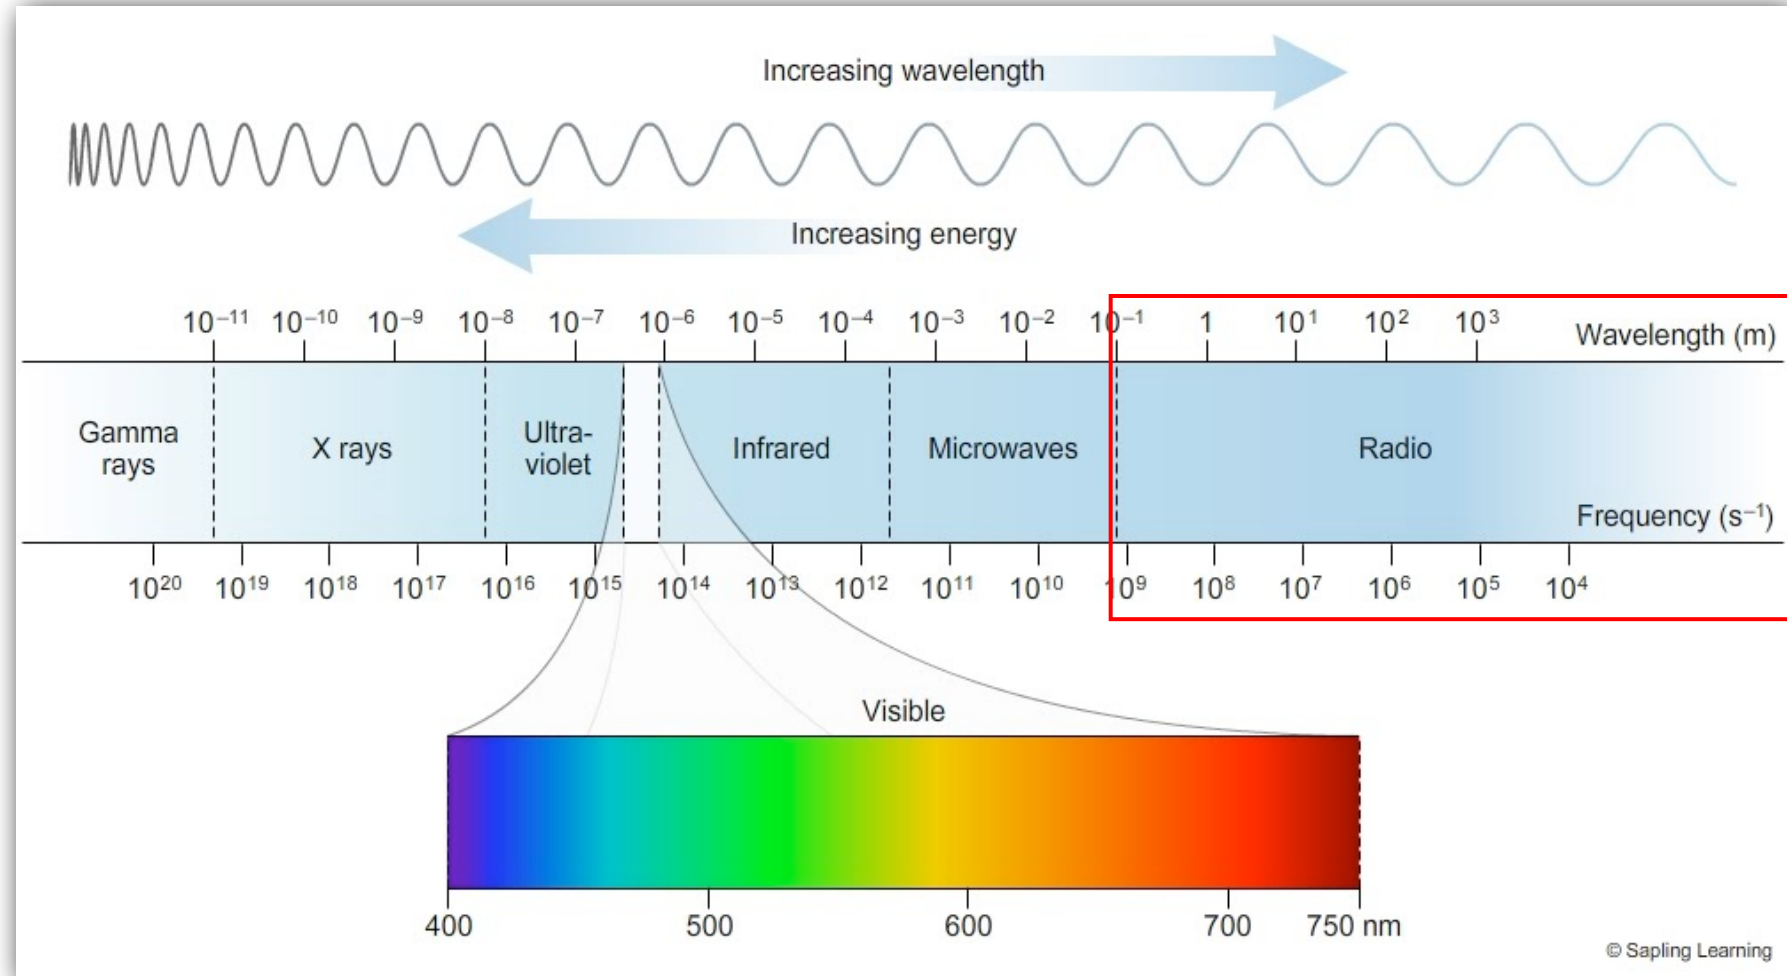 Increasing wavelength
Increasing energy
10⁻¹¹ 10⁻¹⁰ 10⁻⁹ 10⁻⁸ 10⁻⁷ 10⁻⁶ 10⁻⁵ 10⁻⁴ 10⁻³ 10⁻² 10⁻¹ 1 10¹ 10² 10³ Wavelength (m)
Gamma
rays
X rays
Ultra-
violet
Infrared
Microwaves
Radio
Frequency (s⁻¹)
10²⁰ 10¹⁹ 10¹⁸ 10¹⁷ 10¹⁶ 10¹⁵ 10¹⁴ 10¹³ 10¹² 10¹¹ 10¹⁰ 10⁹ 10⁸ 10⁷ 10⁶ 10⁵ 10⁴
Visible
400 500 600 700 750 nm
© Sapling Learning